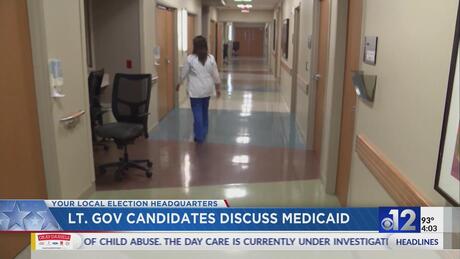 YOUR LOCAL ELECTION HEADQUARTERS
LT. GOV CANDIDATES DISCUSS MEDICAID
12
93°
4:03
OF CHILD ABUSE. THE DAY CARE IS CURRENTLY UNDER INVESTIGATI
HEADLINES